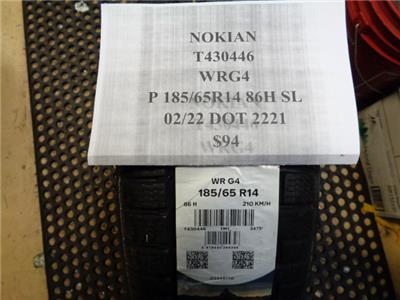 NOKIAN
T430446
WRG4
P 185/65R14 86H SL
02/22 DOT 2221
$94
WR G4
185/65 R14
86 H 210 KM/H
T430446